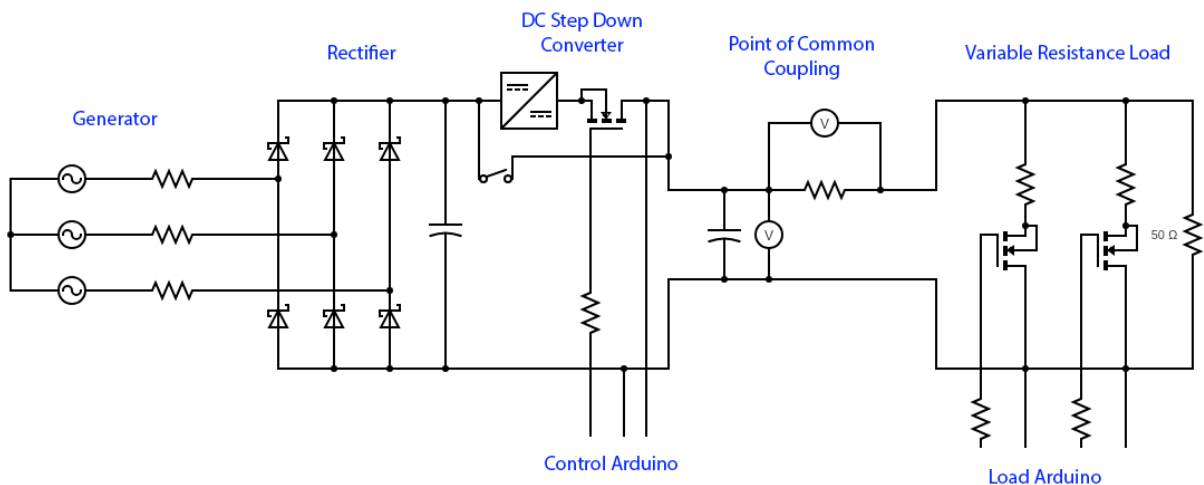 DC Step Down
Converter
Rectifier
Point of Common
Coupling
Variable Resistance Load
Generator
V
V
50 Ω
Control Arduino
Load Arduino